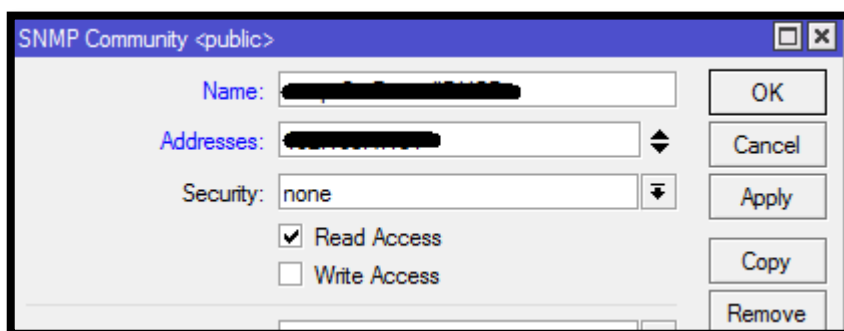 SNMP Community <public>
Name:
OK
Addresses:
Cancel
Security: none
Apply
Read Access
Write Access
Copy
Remove